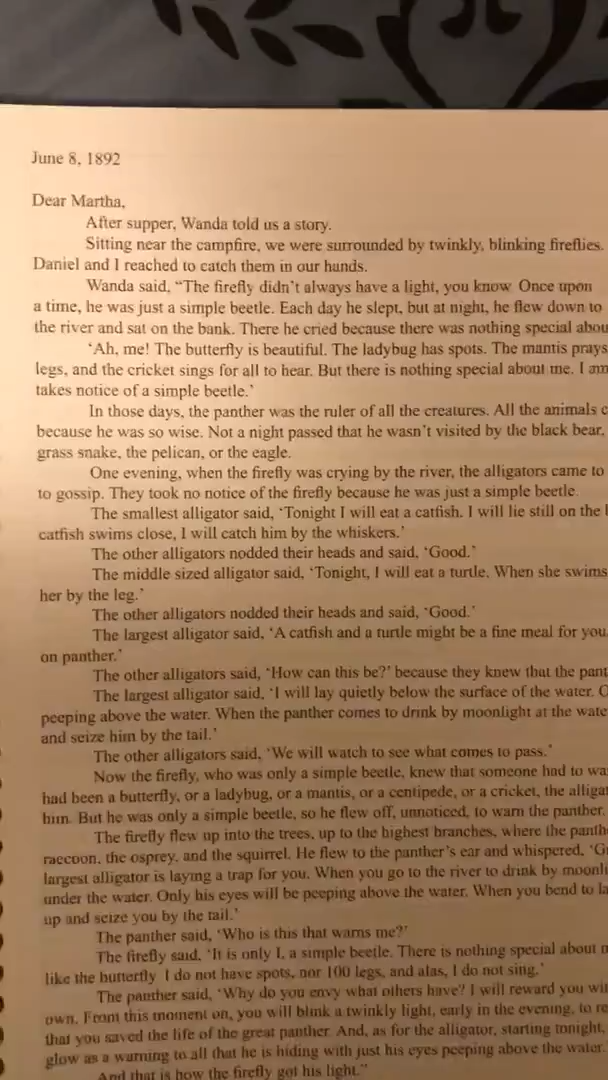 June 8, 1892
Dear Martha,
After supper, Wanda told us a story.
Sitting near the campfire, we were surrounded by twinkly, blinking fireflies.
Daniel and I reached to catch them in our hands.
Wanda said, “The firefly didn’t always have a light, you know. Once upon
a time, he was just a simple beetle. Each day he slept, but at night, he flew down to
the river and sat on the bank. There he cried because there was nothing special abou
‘Ah, me! The butterfly is beautiful. The ladybug has spots. The mantis prays
legs, and the cricket sings for all to hear. But there is nothing special about me. I am
takes notice of a simple beetle.’
In those days, the panther was the ruler of all the creatures. All the animals c
because he was so wise. Not a night passed that he wasn’t visited by the black bear,
grass snake, the pelican, or the eagle.
One evening, when the firefly was crying by the river, the alligators came to
to gossip. They took no notice of the firefly because he was just a simple beetle.
The smallest alligator said, ‘Tonight I will eat a catfish. I will lie still on the
catfish swims close, I will catch him by the whiskers.’
The other alligators nodded their heads and said, ‘Good.’
The middle sized alligator said, ‘Tonight, I will eat a turtle. When she swims
her by the leg.’
The other alligators nodded their heads and said, ‘Good.’
The largest alligator said, ‘A catfish and a turtle might be a fine meal for you
on panther.’
The other alligators said, ‘How can this be?’ because they knew that the pant
The largest alligator said, ‘I will lay quietly below the surface of the water. O
peeping above the water. When the panther comes to drink by moonlight at the wate
and seize him by the tail.’
The other alligators said, ‘We will watch to see what comes to pass.’
Now the firefly, who was only a simple beetle, knew that someone had to wa
had been a butterfly, or a ladybug, or a mantis, or a centipede, or a cricket, the alligat
him. But he was only a simple beetle, so he flew off, unnoticed, to warn the panther.
The firefly flew up into the trees, up to the highest branches, where the panth
raccoon, the osprey, and the squirrel. He flew to the panther’s ear and whispered, ‘Gr
largest alligator is laying a trap for you. When you go to the river to drink by moonli
under the water. Only his eyes will be peeping above the water. When you bend to la
up and seize you by the tail.’
The panther said, ‘Who is this that warns me?’
The firefly said, ‘It is only I, a simple beetle. There is nothing special about m
like the butterfly. I do not have spots, nor 100 legs, and alas, I do not sing.’
The panther said, ‘Why do you envy what others have? I will reward you wit
own. From this moment on, you will blink a twinkly light, early in the evening, to re
that you saved the life of the great panther. And, as for the alligator, starting tonight,
glow as a warning to all that he is hiding with just his eyes peeping above the water.
And that is how the firefly got his light.”